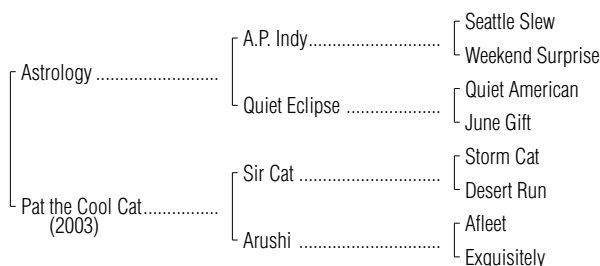 Seattle Slew
A.P. Indy..............................
Weekend Surprise
Astrology ............................
Quiet American
Quiet Eclipse .....................
June Gift
Storm Cat
Sir Cat ................................
Desert Run
Pat the Cool Cat.................
(2003)
Afleet
Arushi ................................
Exquisitely